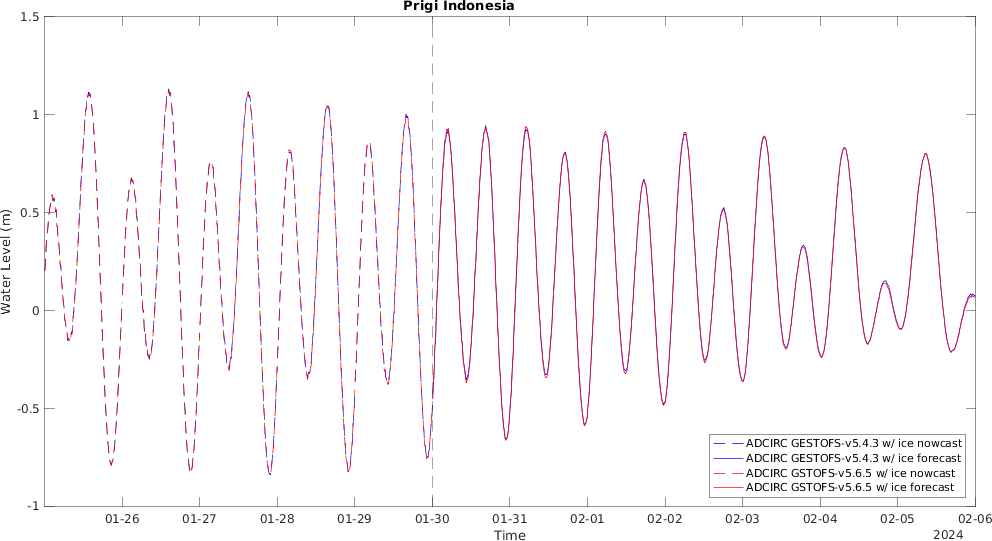 Prigi Indonesia
1.5
1
0.5
0
-0.5
-1
Water Level (m)
01-26 01-27 01-28 01-29 01-30 01-31 02-01 02-02 02-03 02-04 02-05 02-06
Time
2024
ADCIRC GESTOFS-v5.4.3 w/ ice nowcast
ADCIRC GESTOFS-v5.4.3 w/ ice forecast
ADCIRC GSTOFS-v5.6.5 w/ ice nowcast
ADCIRC GSTOFS-v5.6.5 w/ ice forecast